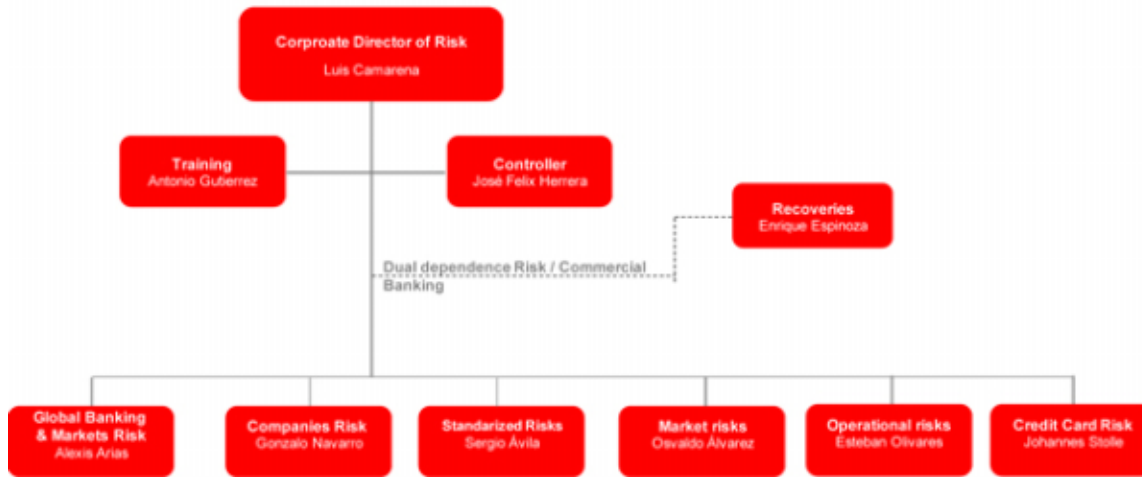 Corproate Director of Risk
Luis Camarena
Training
Antonio Gutierrez
Controller
José Felix Herrera
Recoveries
Enrique Espinoza
Dual dependence Risk / Commercial
Banking
Global Banking
& Markets Risk
Alexis Arias
Companies Risk
Gonzalo Navarro
Standarized Risks
Sergio Ávila
Market risks
Osvaldo Álvarez
Operational risks
Esteban Olivares
Credit Card Risk
Johannes Stolle